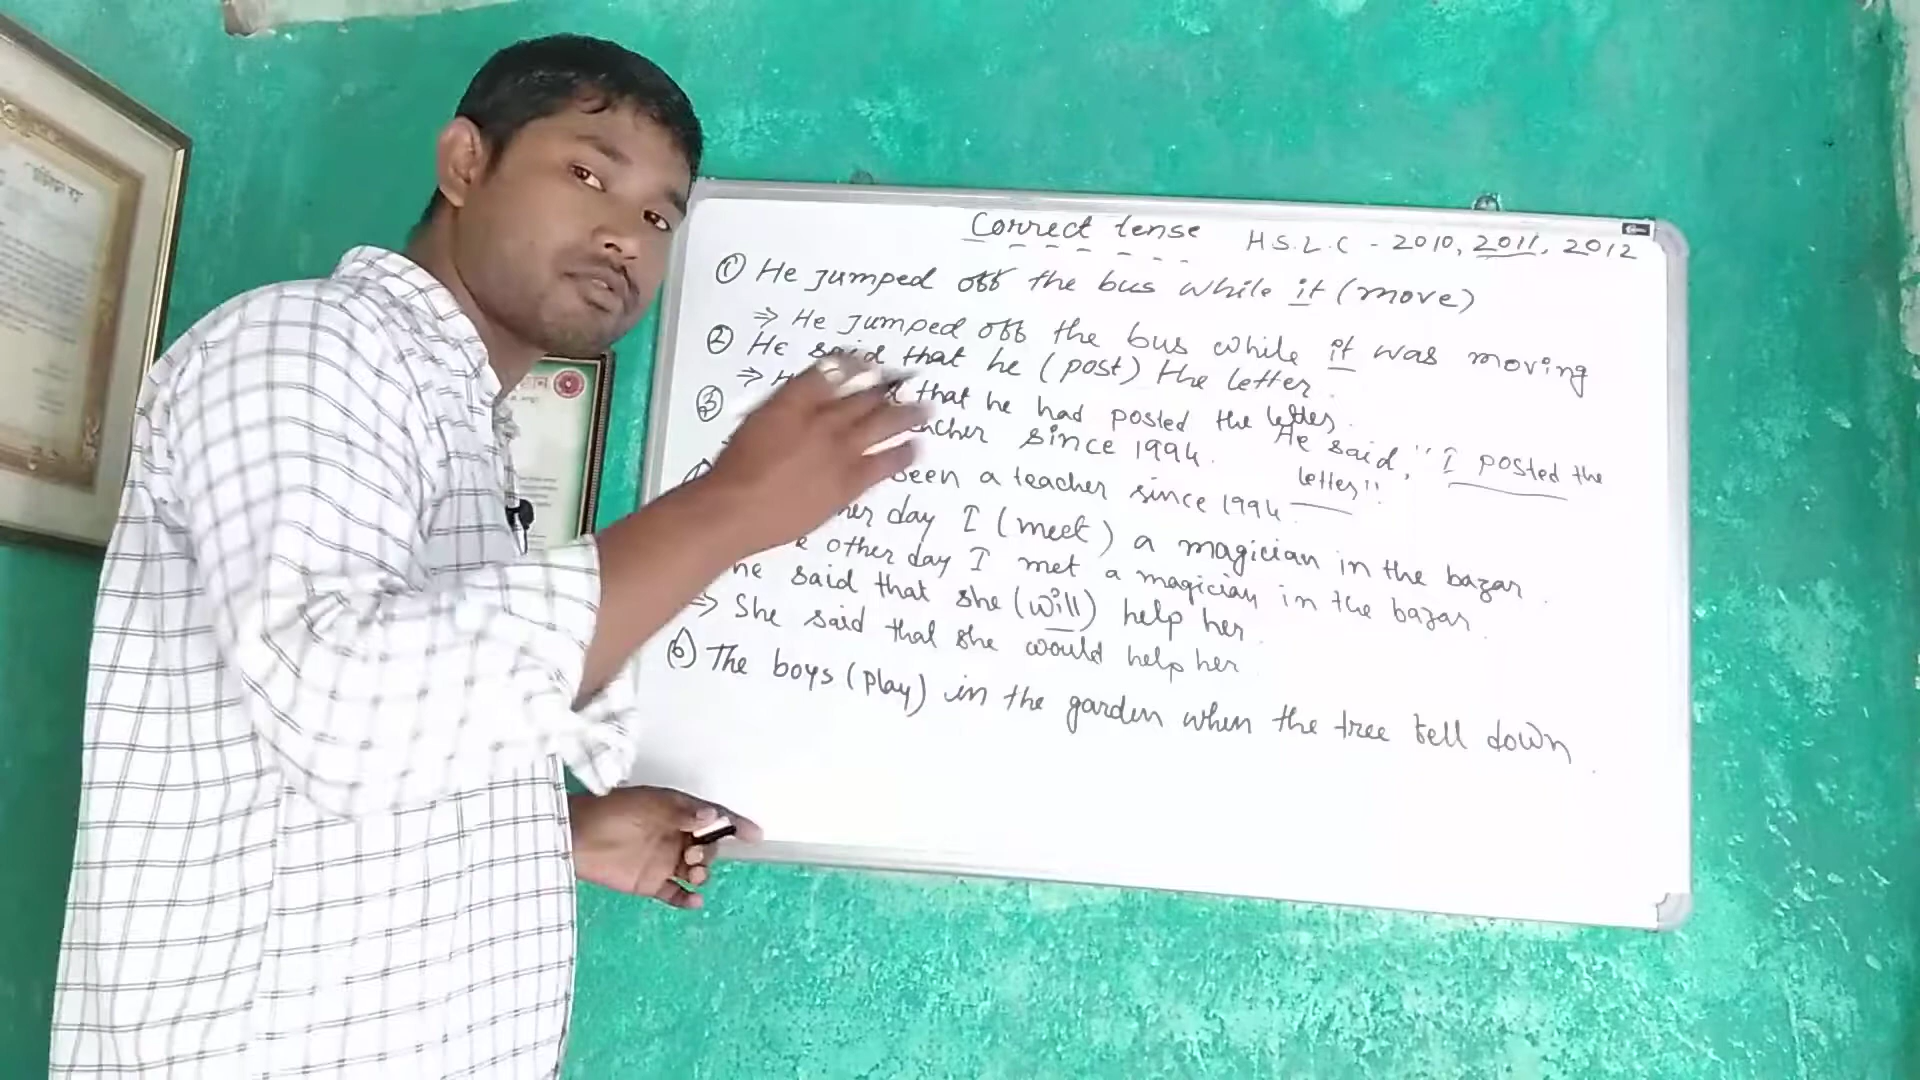 Correct tense H.S.L.C - 2010, 2011, 2012
① He jumped off the bus while it (move)
⇒ He jumped off the bus while it was moving
② He said that he (post) the letter.
⇒ that he had posted the letter.
③ since 1994.
He said, "I posted the
letter".
been a teacher since 1994.
day I (meet) a magician in the bazar.
other day I met a magician in the bazar.
said that she (will) help her.
⇒ She said that she would help her.
⑥ The boys (play) in the garden when the tree fell down.